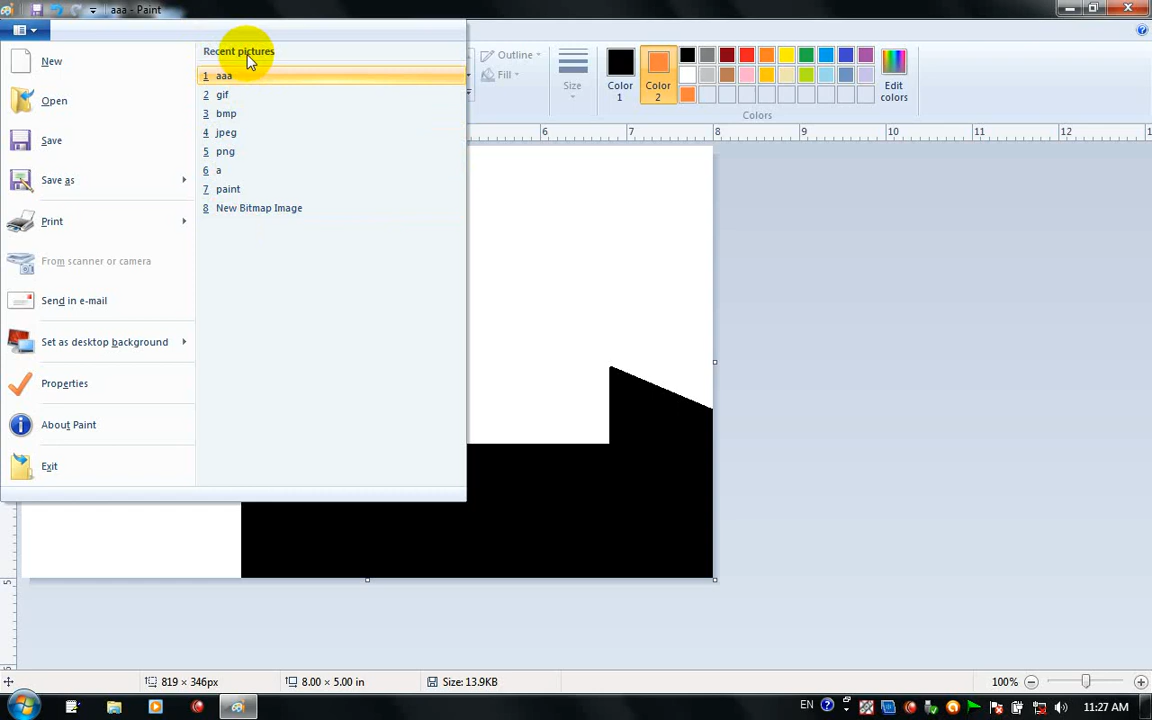 aaa - Paint
Recent pictures
New
1 aaa
2 gif
Open
3 bmp
4 jpeg
Save
5 png
6 a
Save as
7 paint
8 New Bitmap Image
Print
From scanner or camera
Send in e-mail
Set as desktop background
Properties
About Paint
Exit
Outline
Fill
Size
Color 1
Color 2
Edit colors
Colors
6 7 8 9 10 11 12 1
5
819 × 346px
8.00 × 5.00 in
Size: 13.9KB
100%
EN
11:27 AM